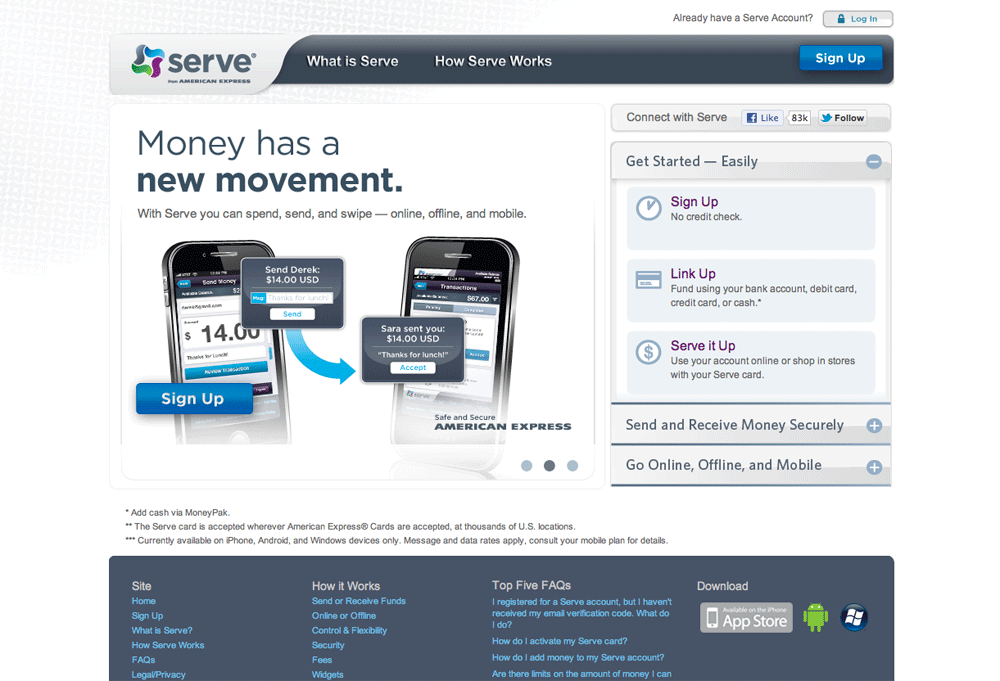 Already have a Serve Account?
Log In
serve®
from AMERICAN EXPRESS
What is Serve
How Serve Works
Sign Up
Money has a
new movement.
With Serve you can spend, send, and swipe — online, offline, and mobile.
Send Money
Send Derek:
$14.00 USD
Msg: Thanks for lunch!
Send
$ 14.00
Thanks for lunch!
Review Transaction
Transactions
$67.00
Sara sent you:
$14.00 USD
"Thanks for lunch!"
Accept
Accept
Sign Up
Safe and Secure
AMERICAN EXPRESS
Connect with Serve
Like
83k
Follow
Get Started — Easily
Sign Up
No credit check.
Link Up
Fund using your bank account, debit card,
credit card, or cash.*
Serve it Up
Use your account online or shop in stores
with your Serve card.
Send and Receive Money Securely
Go Online, Offline, and Mobile
* Add cash via MoneyPak.
** The Serve card is accepted wherever American Express® Cards are accepted, at thousands of U.S. locations.
*** Currently available on iPhone, Android, and Windows devices only. Message and data rates apply, consult your mobile plan for details.
Site
Home
Sign Up
What is Serve?
How Serve Works
FAQs
Legal/Privacy
How it Works
Send or Receive Funds
Online or Offline
Control & Flexibility
Security
Fees
Widgets
Top Five FAQs
I registered for a Serve account, but I haven't
received my email verification code. What do
I do?
How do I activate my Serve card?
How do I add money to my Serve account?
Are there limits on the amount of money I can
Download
Available on the iPhone
App Store